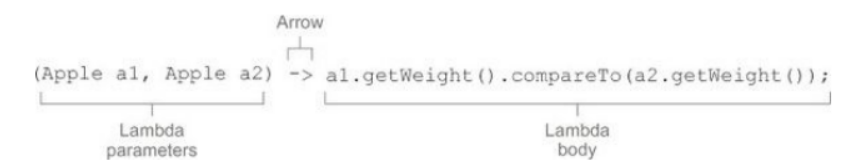 Arrow
(Apple a1, Apple a2) -> a1.getWeight().compareTo(a2.getWeight());
Lambda parameters
Lambda body